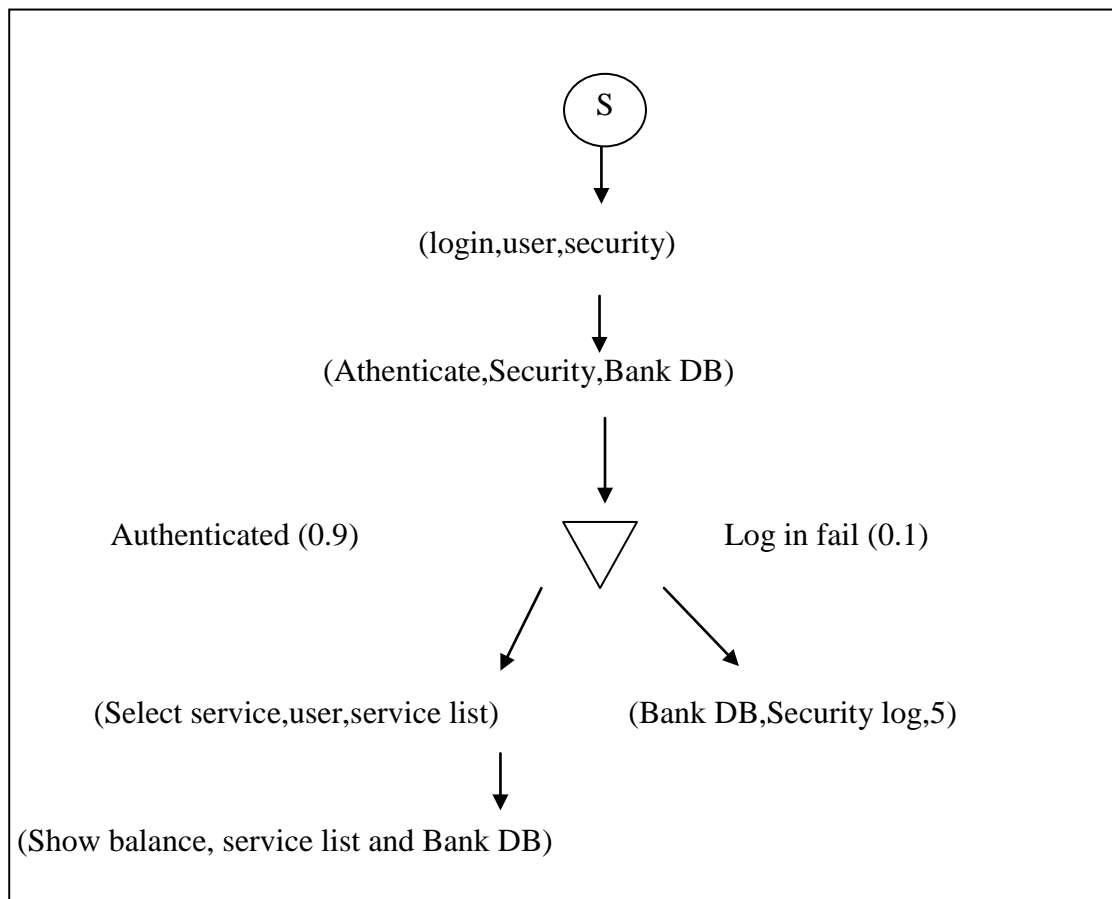 S
(login,user,security)
(Athenticate,Security,Bank DB)
Authenticated (0.9)
Log in fail (0.1)
(Select service,user,service list)
(Bank DB,Security log,5)
(Show balance, service list and Bank DB)